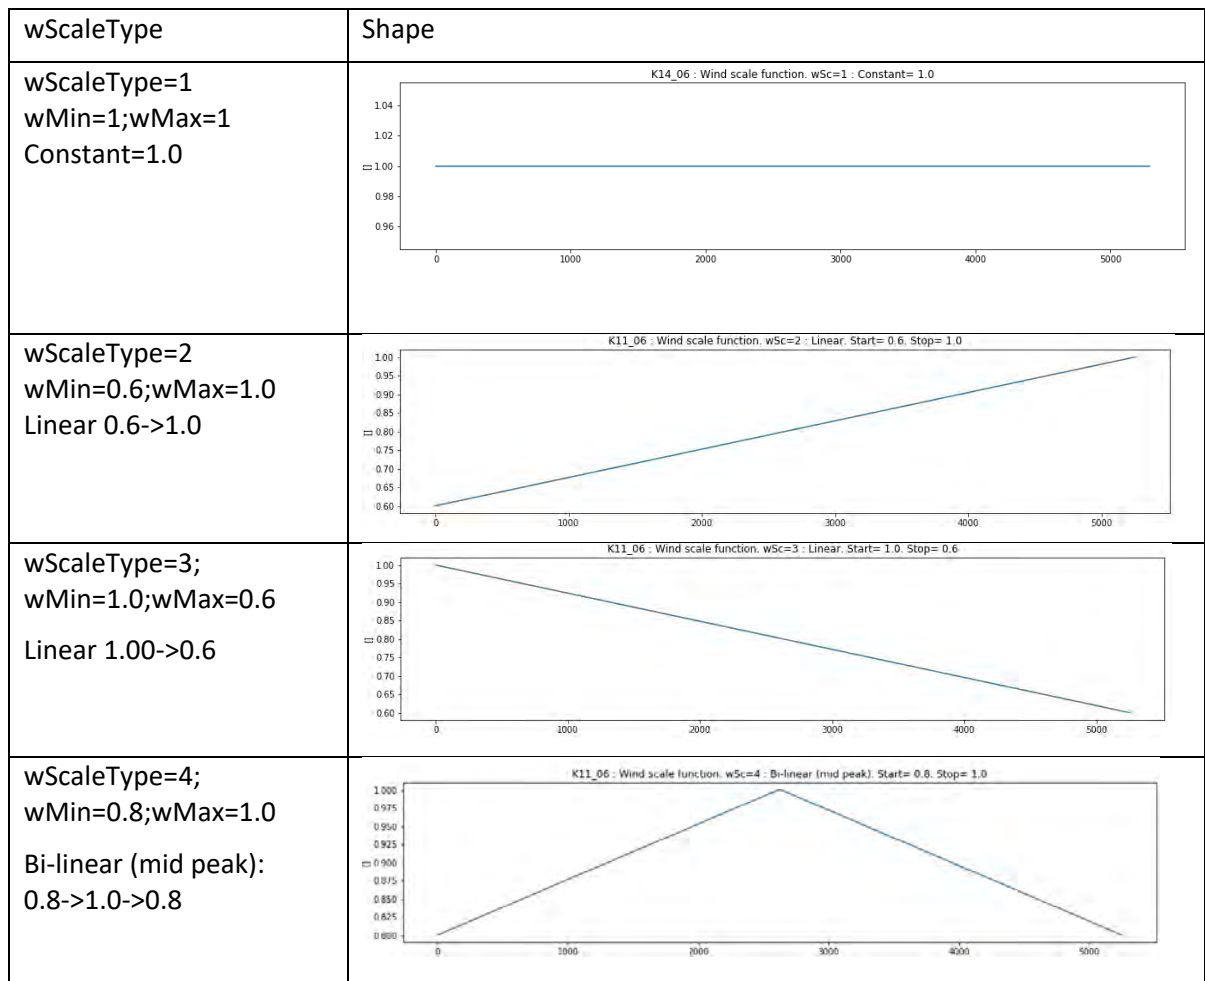 wScaleType
Shape
wScaleType=1
wMin=1;wMax=1
Constant=1.0
K14_06 : Wind scale function. wSc=1 : Constant= 1.0
1.04
1.02
[] 1.00
0.98
0.96
0 1000 2000 3000 4000 5000
wScaleType=2
wMin=0.6;wMax=1.0
Linear 0.6->1.0
K11_06 : Wind scale function. wSc=2 : Linear. Start= 0.6. Stop= 1.0
1.00
0.95
0.90
0.85
[] 0.80
0.75
0.70
0.65
0.60
0 1000 2000 3000 4000 5000
wScaleType=3;
wMin=1.0;wMax=0.6
Linear 1.00->0.6
K11_06 : Wind scale function. wSc=3 : Linear. Start= 1.0. Stop= 0.6
1.00
0.95
0.90
0.85
[] 0.80
0.75
0.70
0.65
0.60
0 1000 2000 3000 4000 5000
wScaleType=4;
wMin=0.8;wMax=1.0
Bi-linear (mid peak):
0.8->1.0->0.8
K11_06 : Wind scale function. wSc=4 : Bi-linear (mid peak). Start= 0.8. Stop= 1.0
1.000
0.975
0.950
0.925
[] 0.900
0.875
0.850
0.825
0.800
0 1000 2000 3000 4000 5000